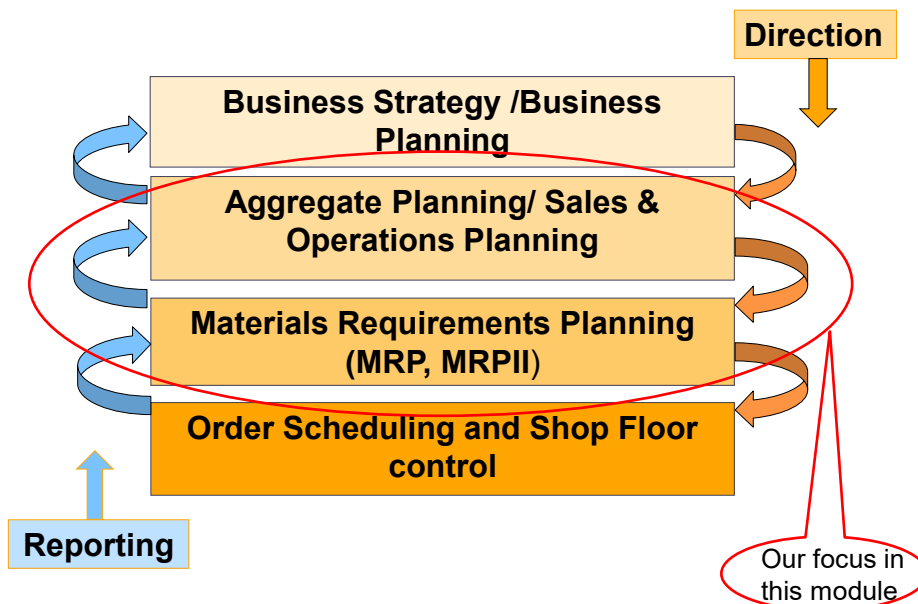 Direction
Business Strategy /Business
Planning
Aggregate Planning/ Sales &
Operations Planning
Materials Requirements Planning
(MRP, MRPII)
Order Scheduling and Shop Floor
control
Reporting
Our focus in
this module